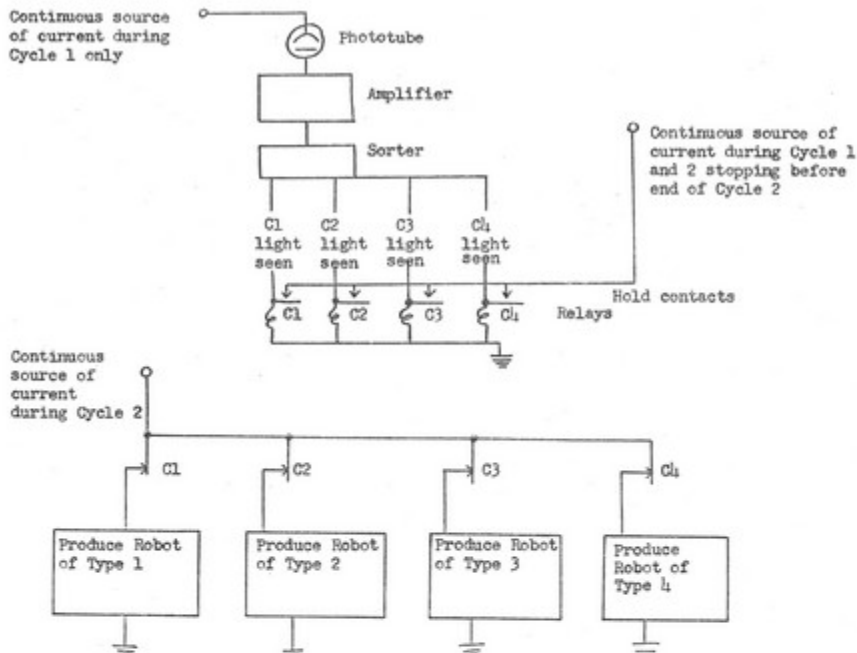 Continuous source
of current during
Cycle 1 only
Phototube
Amplifier
Sorter
Continuous source of
current during Cycle 1
and 2 stopping before
end of Cycle 2
C1
light
seen
C2
light
seen
C3
light
seen
C4
light
seen
Hold contacts
C1
C2
C3
C4
Relays
Continuous
source of
current
during Cycle 2
C1
C2
C3
C4
Produce Robot
of Type 1
Produce Robot
of Type 2
Produce Robot
of Type 3
Produce
Robot of
Type 4